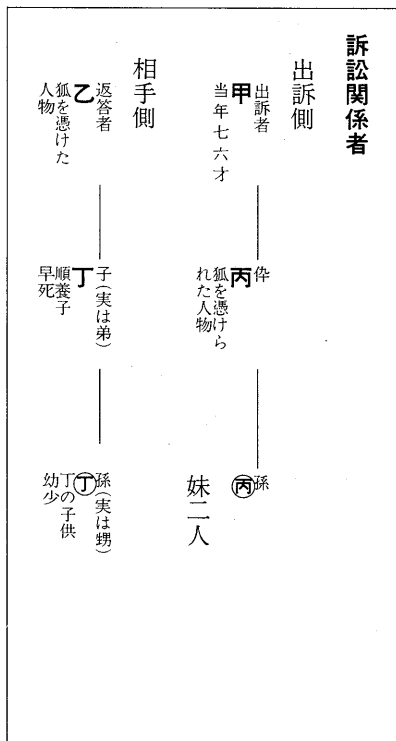 訴訟関係者
出訴側
出訴者
甲
当年七六才
伜
丙
狐を憑けら
れた人物
孫
丙
妹二人
相手側
返答者
乙
狐を憑けた
人物
子(実は弟)
丁
順養子
早死
孫(実は甥)
丁
丁の子供
幼少